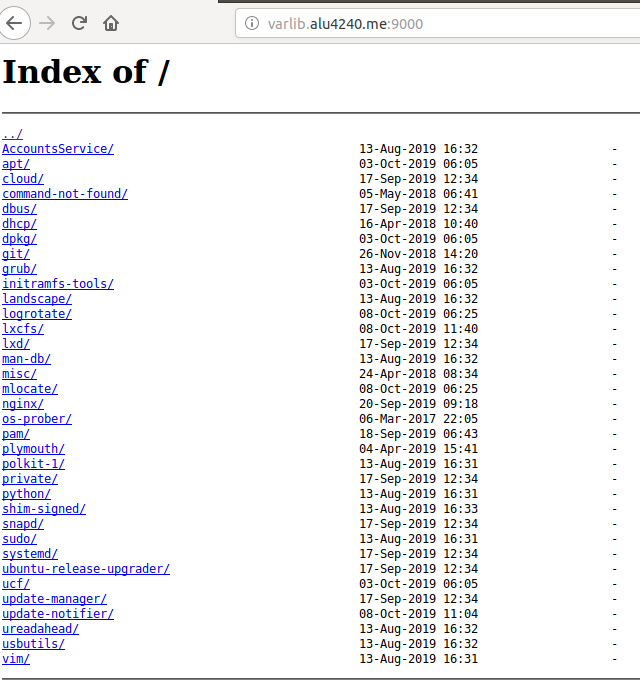 varlib.alu4240.me:9000
Index of /
../
AccountsService/ 13-Aug-2019 16:32 -
apt/ 03-Oct-2019 06:05 -
cloud/ 17-Sep-2019 12:34 -
command-not-found/ 05-May-2018 06:41 -
dbus/ 17-Sep-2019 12:34 -
dhcp/ 16-Apr-2018 10:40 -
dpkg/ 03-Oct-2019 06:05 -
git/ 26-Nov-2018 14:20 -
grub/ 13-Aug-2019 16:32 -
initramfs-tools/ 03-Oct-2019 06:05 -
landscape/ 13-Aug-2019 16:32 -
logrotate/ 08-Oct-2019 06:25 -
lxcfs/ 08-Oct-2019 11:40 -
lxd/ 17-Sep-2019 12:34 -
man-db/ 13-Aug-2019 16:32 -
misc/ 24-Apr-2018 08:34 -
mlocate/ 08-Oct-2019 06:25 -
nginx/ 20-Sep-2019 09:18 -
os-prober/ 06-Mar-2017 22:05 -
pam/ 18-Sep-2019 06:43 -
plymouth/ 04-Apr-2019 15:41 -
polkit-1/ 13-Aug-2019 16:31 -
private/ 17-Sep-2019 12:34 -
python/ 13-Aug-2019 16:31 -
shim-signed/ 13-Aug-2019 16:33 -
snapd/ 17-Sep-2019 12:34 -
sudo/ 13-Aug-2019 16:31 -
systemd/ 17-Sep-2019 12:34 -
ubuntu-release-upgrader/ 17-Sep-2019 12:34 -
ucf/ 03-Oct-2019 06:05 -
update-manager/ 17-Sep-2019 12:34 -
update-notifier/ 08-Oct-2019 11:04 -
ureadahead/ 13-Aug-2019 16:32 -
usbutils/ 13-Aug-2019 16:32 -
vim/ 13-Aug-2019 16:31 -